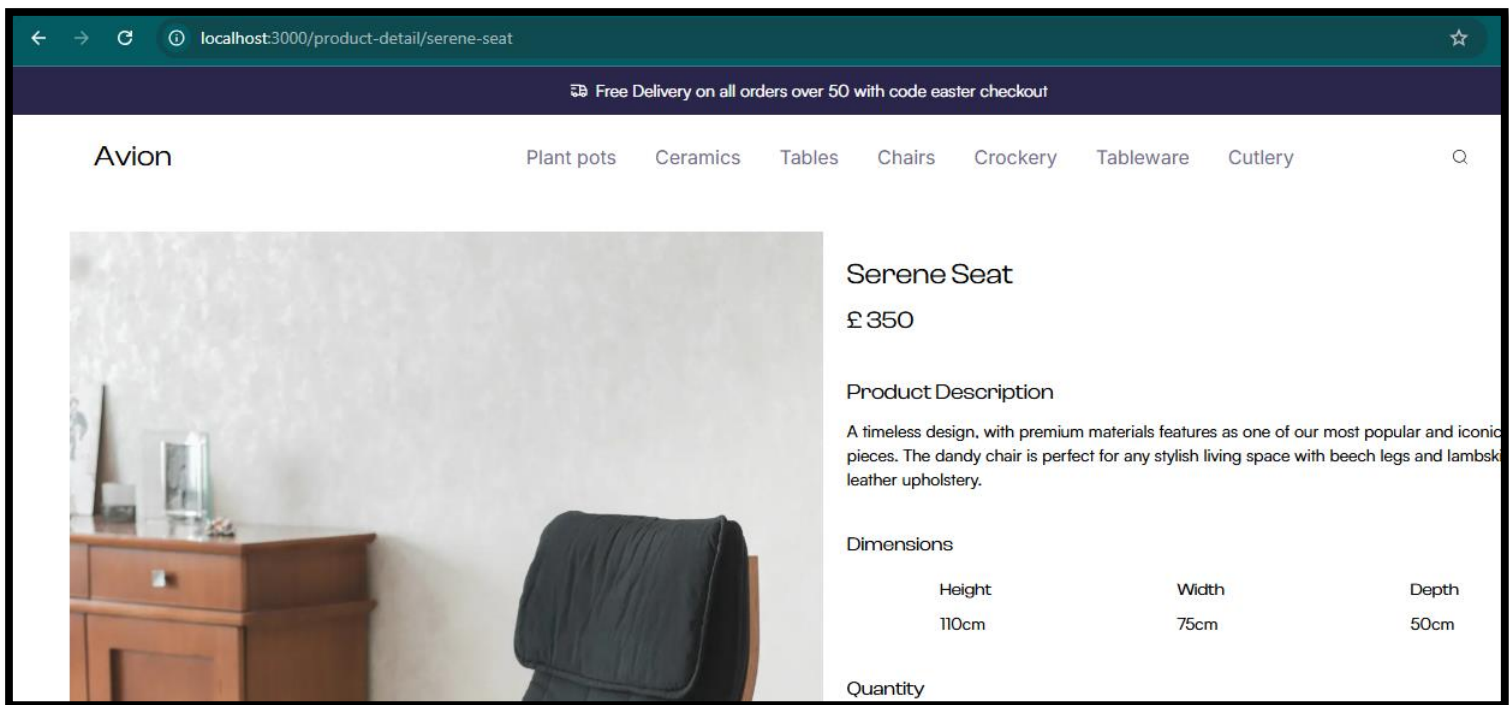 localhost:3000/product-detail/serene-seat
Free Delivery on all orders over 50 with code easter checkout
Avion
Plant pots Ceramics Tables Chairs Crockery Tableware Cutlery
Serene Seat
£350
Product Description
A timeless design, with premium materials features as one of our most popular and iconic
pieces. The dandy chair is perfect for any stylish living space with beech legs and lambski
leather upholstery.
Dimensions
Height Width Depth
110cm 75cm 50cm
Quantity